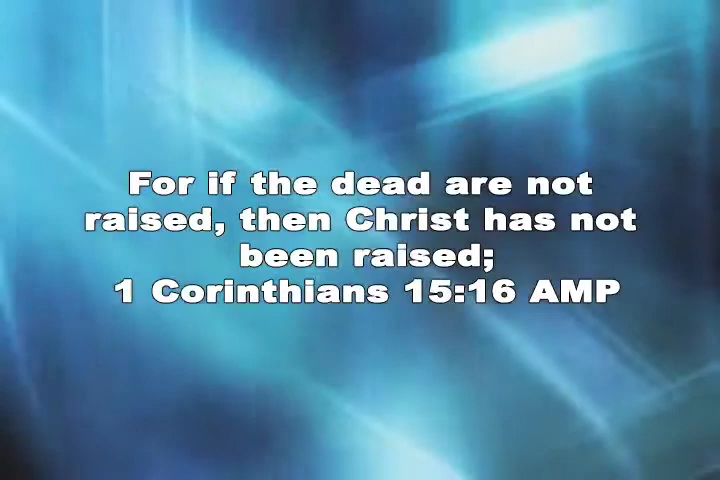 For if the dead are not
raised, then Christ has not
been raised;
1 Corinthians 15:16 AMP